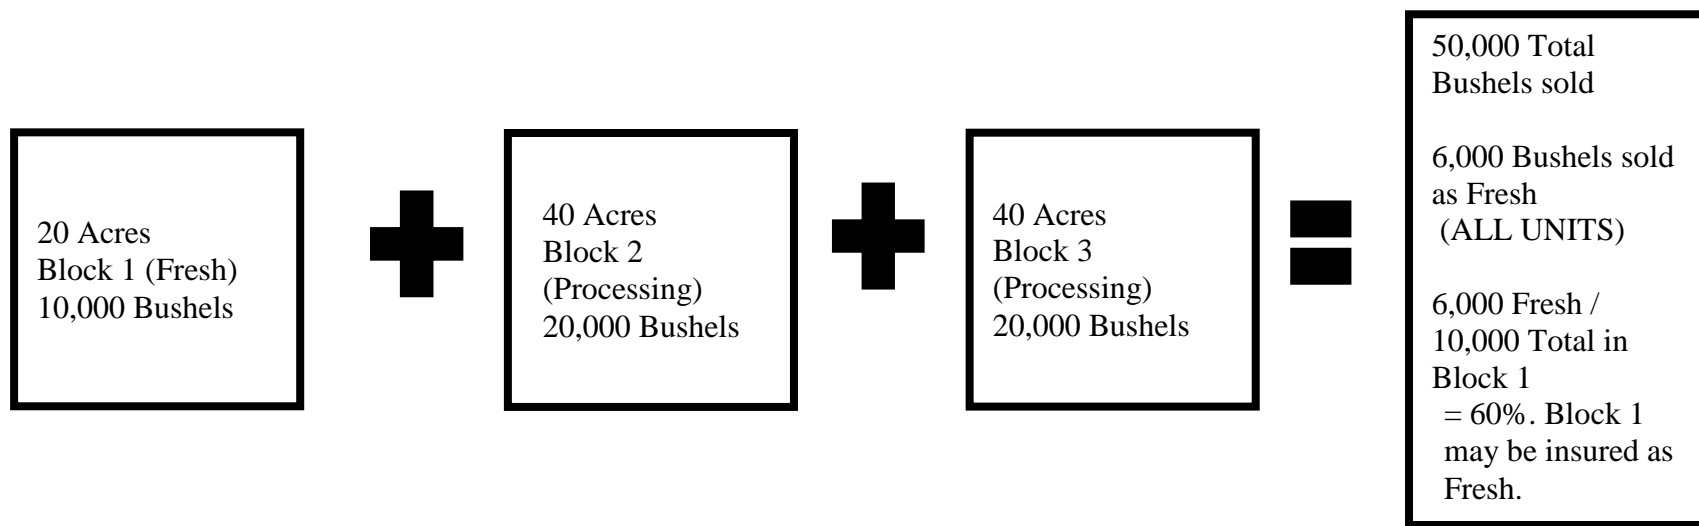 20 Acres
Block 1 (Fresh)
10,000 Bushels
40 Acres
Block 2
(Processing)
20,000 Bushels
40 Acres
Block 3
(Processing)
20,000 Bushels
50,000 Total
Bushels sold
6,000 Bushels sold
as Fresh
(ALL UNITS)
6,000 Fresh /
10,000 Total in
Block 1
= 60%. Block 1
may be insured as
Fresh.